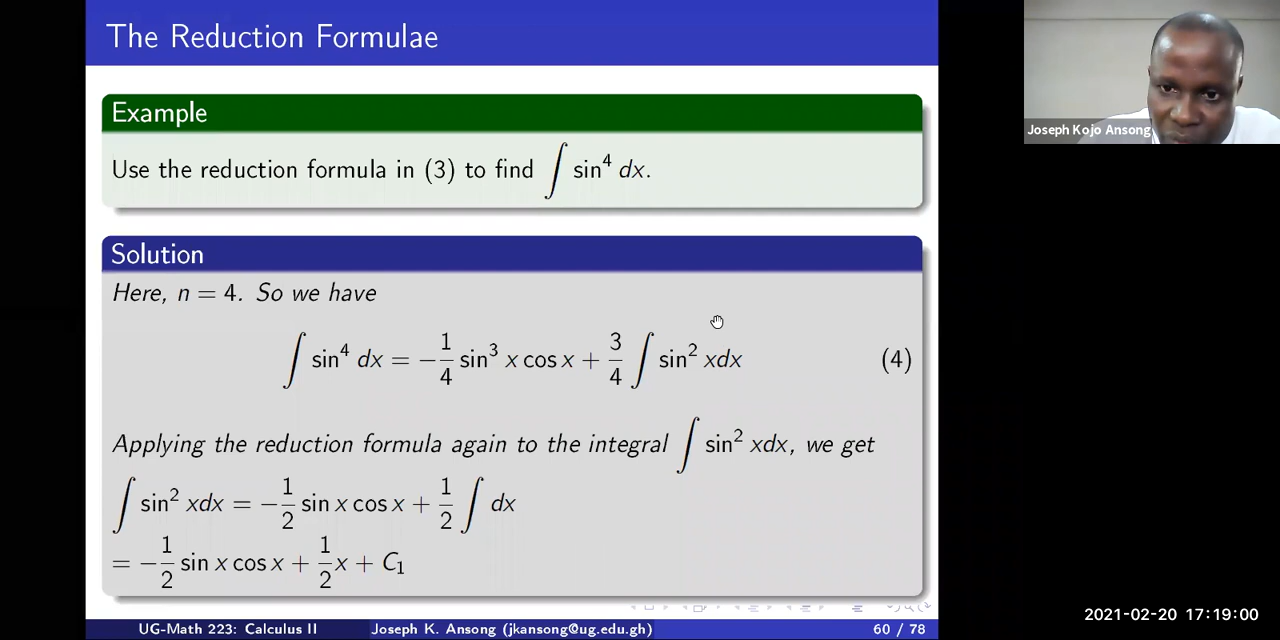 The Reduction Formulae
Joseph Kojo Ansong
Example
Use the reduction formula in (3) to find ∫ sin⁴ dx.
Solution
Here, n = 4. So we have
∫ sin⁴ dx = −1/4 sin³ x cos x + 3/4 ∫ sin² xdx (4)
Applying the reduction formula again to the integral ∫ sin² xdx, we get
∫ sin² xdx = −1/2 sin x cos x + 1/2 ∫ dx
= −1/2 sin x cos x + 1/2 x + C₁
UG-Math 223: Calculus II Joseph K. Ansong (jkansong@ug.edu.gh) 60 / 78
2021-02-20 17:19:00